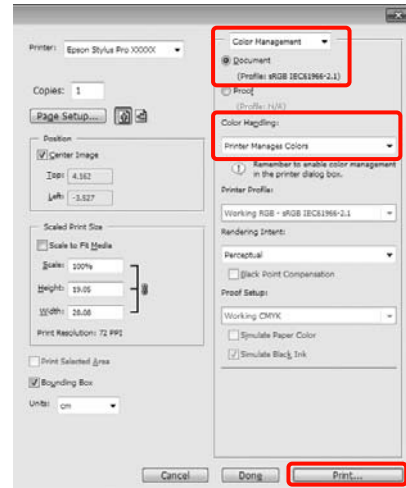 Printer: Epson Stylus Pro XXXXX
Copies: 1
Page Setup...
Position
Center Image
Top: 4.162
Left: -3.827
Scaled Print Size
Scale to Fit Media
Scale: 100%
Height: 19.05
Width: 28.08
Print Resolution: 72 PPI
Print Selected Area
Bounding Box
Units: cm
Color Management
Document
(Profile: sRGB IEC61966-2.1)
Proof
(Profile: N/A)
Color Handling:
Printer Manages Colors
Remember to enable color management
in the printer dialog box.
Printer Profile:
Working RGB - sRGB IEC61966-2.1
Rendering Intent:
Perceptual
Black Point Compensation
Proof Setup:
Working CMYK
Simulate Paper Color
Simulate Black Ink
Cancel
Done
Print...